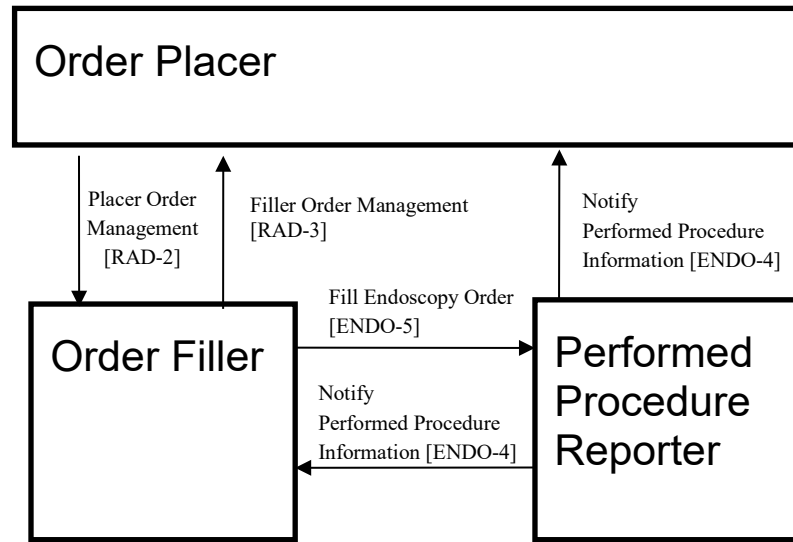 Order Placer
Placer Order
Management
[RAD-2]
Filler Order Management
[RAD-3]
Notify
Performed Procedure
Information [ENDO-4]
Fill Endoscopy Order
[ENDO-5]
Order Filler
Performed
Procedure
Reporter
Notify
Performed Procedure
Information [ENDO-4]